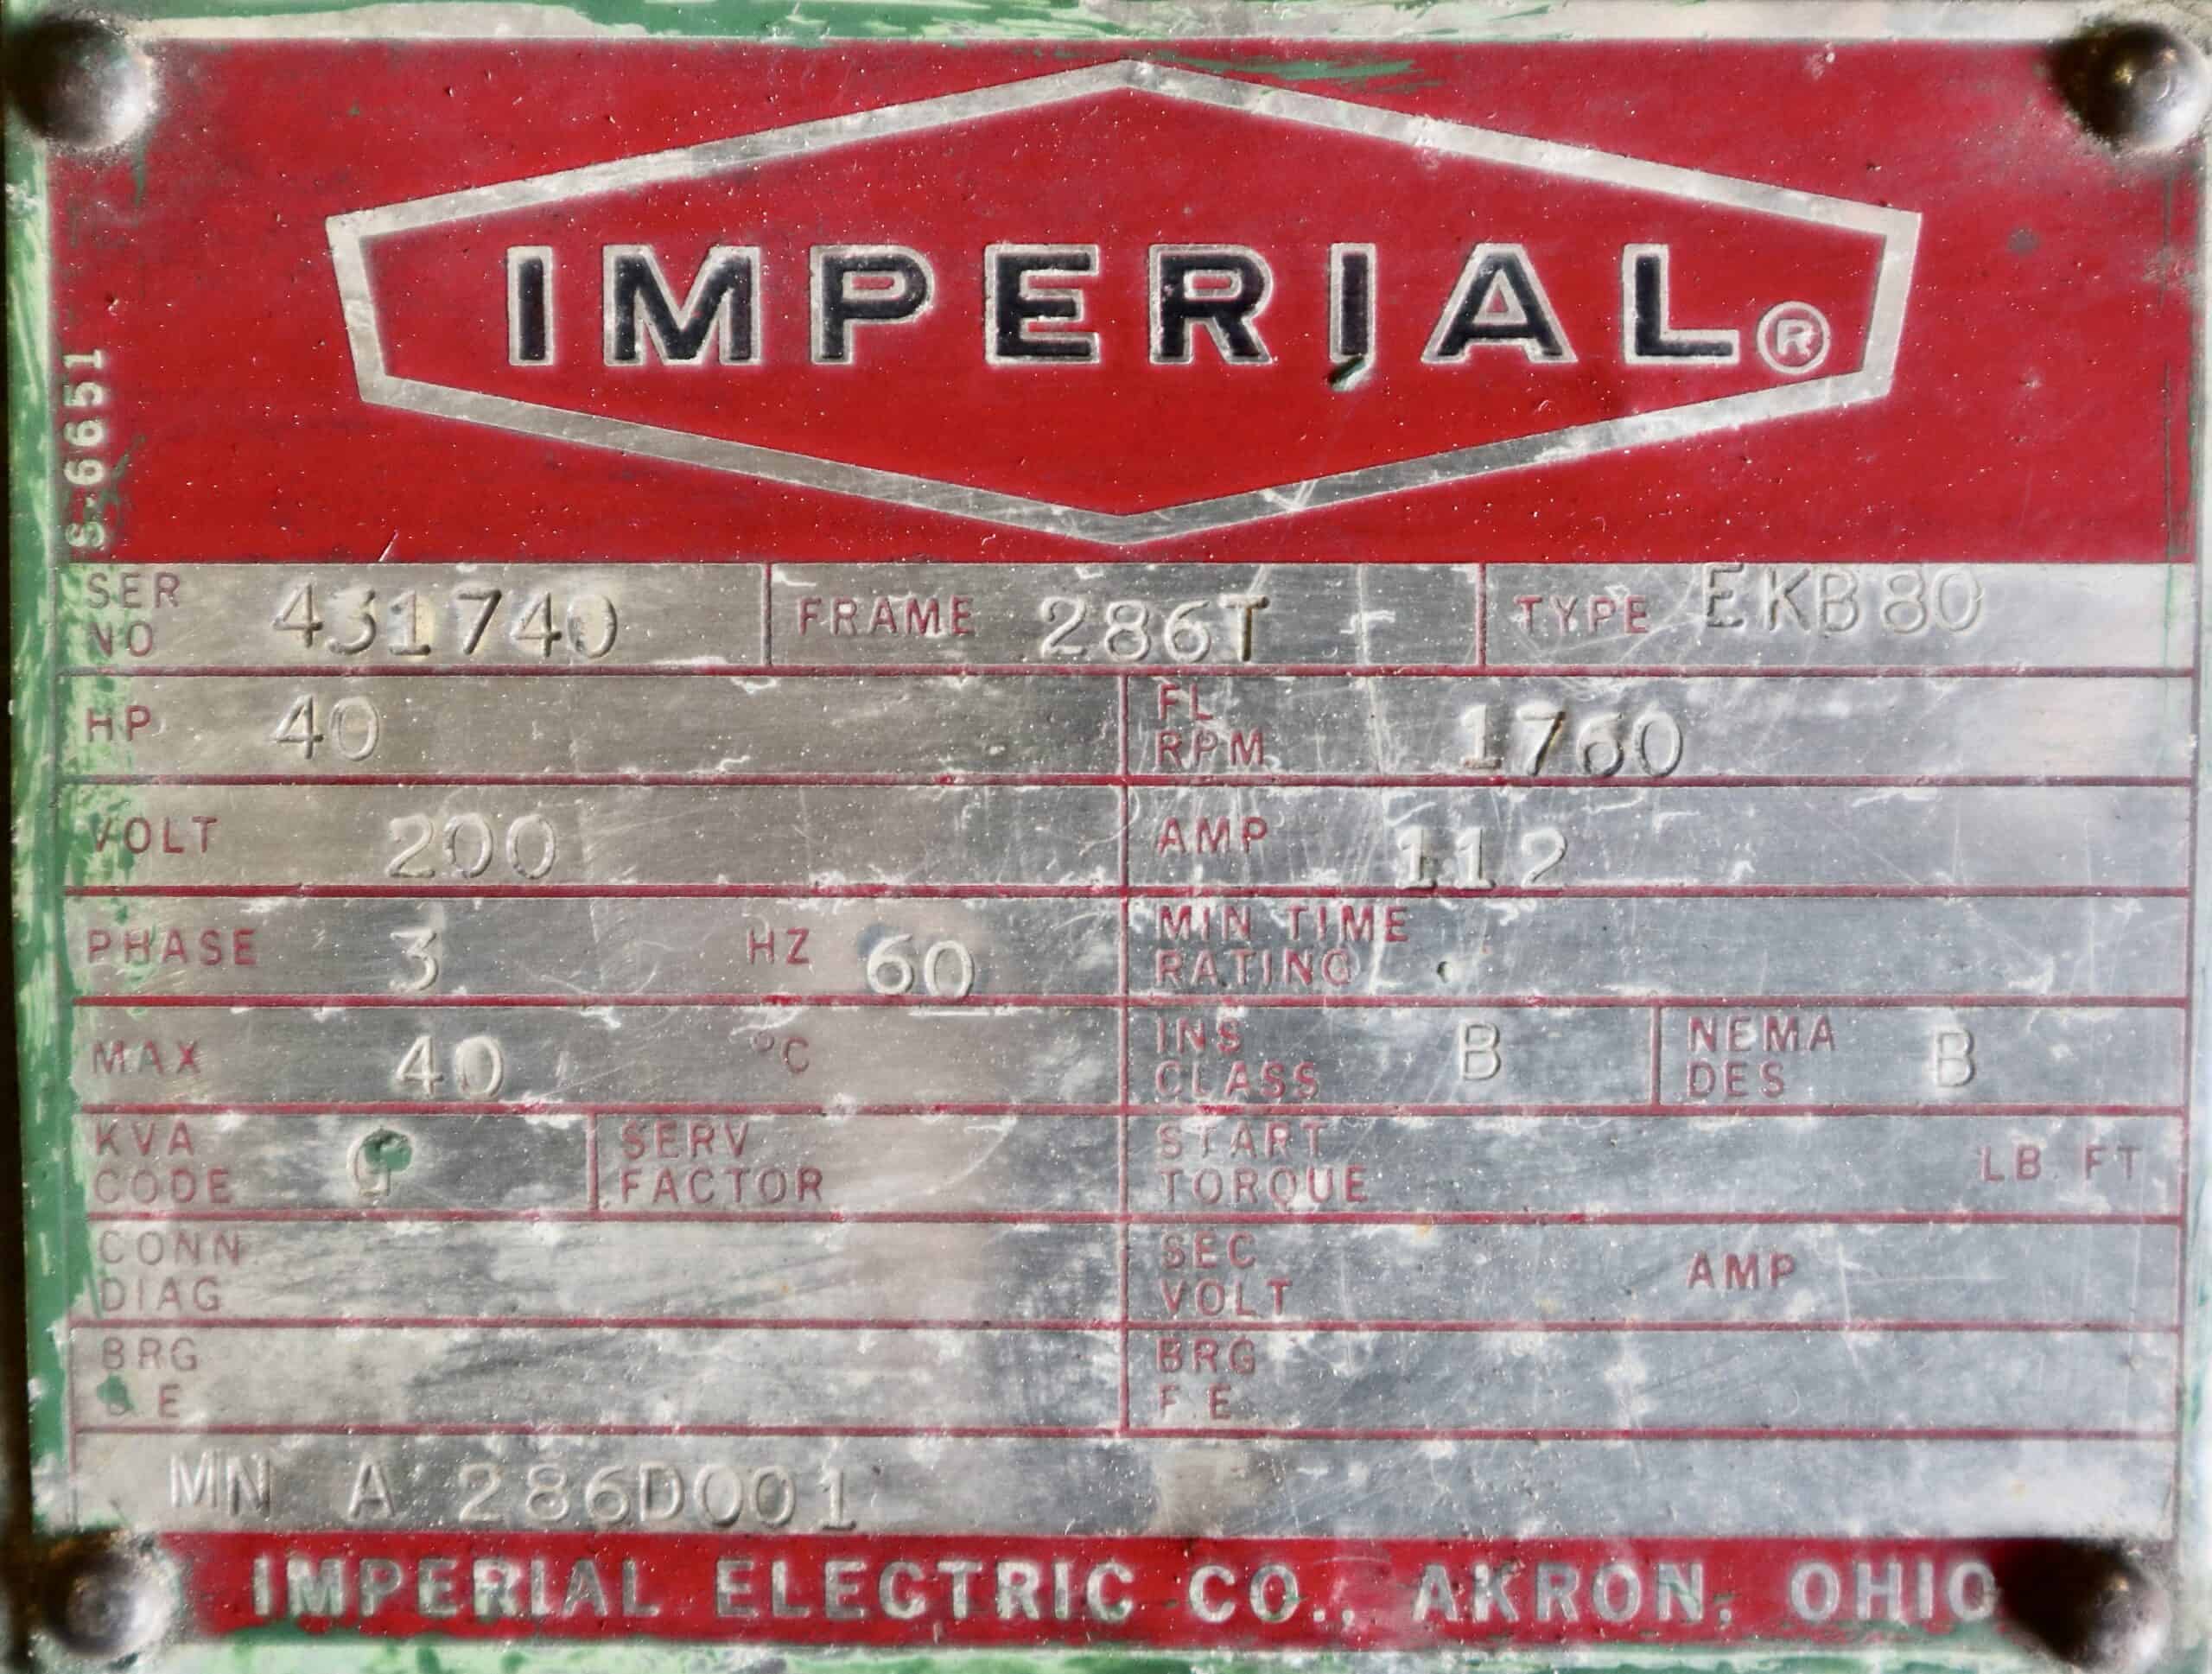 IMPERIAL®
S-6651
SER NO 431740 FRAME 286T TYPE EKB80
HP 40 FL RPM 1760
VOLT 200 AMP 112
PHASE 3 HZ 60 MIN TIME RATING
MAX 40 °C INS CLASS B NEMA DES B
KVA CODE G SERV FACTOR START TORQUE LB FT
CONN DIAG SEC VOLT AMP
BRG E BRG F.E.
MN A 286D001
IMPERIAL ELECTRIC CO., AKRON, OHIO